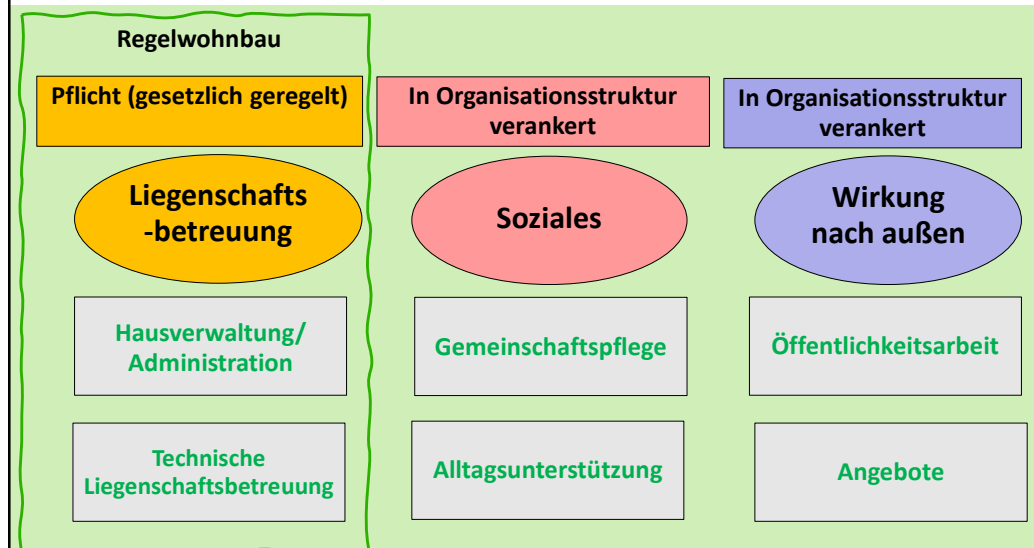 Regelwohnbau
Pflicht (gesetzlich geregelt)
In Organisationsstruktur
verankert
In Organisationsstruktur
verankert
Liegenschafts
-betreuung
Soziales
Wirkung
nach außen
Hausverwaltung/
Administration
Gemeinschaftspflege
Öffentlichkeitsarbeit
Technische
Liegenschaftsbetreuung
Alltagsunterstützung
Angebote